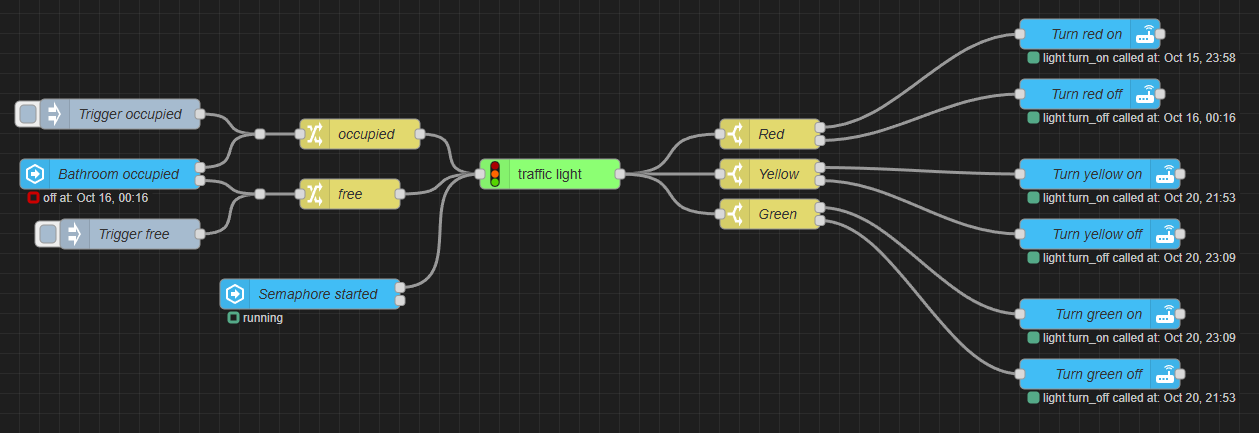 Trigger occupied
Bathroom occupied
off at: Oct 16, 00:16
Trigger free
occupied
free
Semaphore started
running
traffic light
Red
Yellow
Green
Turn red on
light.turn_on called at: Oct 15, 23:58
Turn red off
light.turn_off called at: Oct 16, 00:16
Turn yellow on
light.turn_on called at: Oct 20, 21:53
Turn yellow off
light.turn_off called at: Oct 20, 23:09
Turn green on
light.turn_on called at: Oct 20, 23:09
Turn green off
light.turn_off called at: Oct 20, 21:53